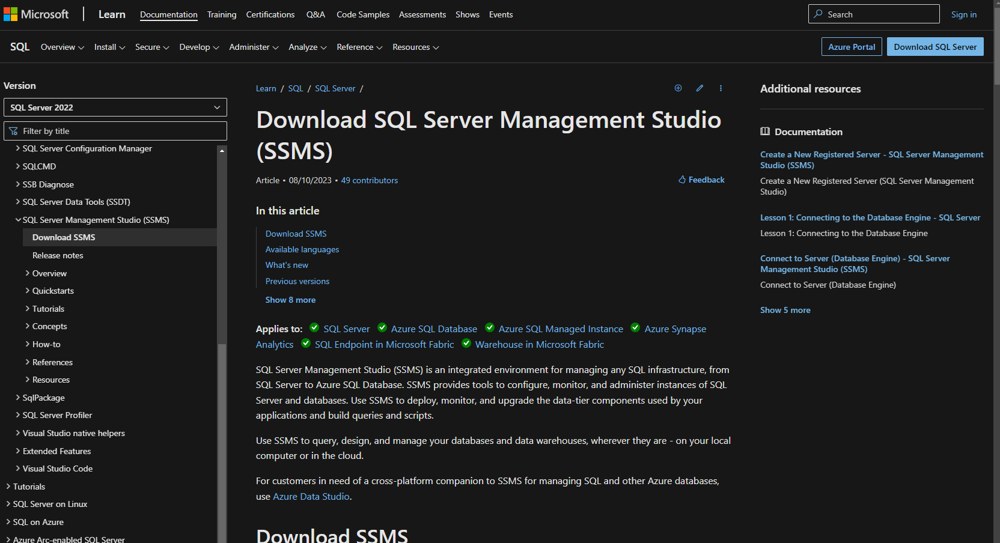 Microsoft
Learn
Documentation
Training
Certifications
Q&A
Code Samples
Assessments
Shows
Events
Search
Sign in
SQL
Overview
Install
Secure
Develop
Administer
Analyze
Reference
Resources
Azure Portal
Download SQL Server
Version
SQL Server 2022
Filter by title
SQL Server Configuration Manager
SQLCMD
SSB Diagnose
SQL Server Data Tools (SSDT)
SQL Server Management Studio (SSMS)
Download SSMS
Release notes
Overview
Quickstarts
Tutorials
Concepts
How-to
References
Resources
SqlPackage
SQL Server Profiler
Visual Studio native helpers
Extended Features
Visual Studio Code
Tutorials
SQL Server on Linux
SQL on Azure
Azure Arc-enabled SQL Server
Learn / SQL / SQL Server /
Download SQL Server Management Studio
(SSMS)
Article • 08/10/2023 • 49 contributors
Feedback
In this article
Download SSMS
Available languages
What's new
Previous versions
Show 8 more
Applies to: SQL Server Azure SQL Database Azure SQL Managed Instance Azure Synapse
Analytics SQL Endpoint in Microsoft Fabric Warehouse in Microsoft Fabric
SQL Server Management Studio (SSMS) is an integrated environment for managing any SQL infrastructure, from
SQL Server to Azure SQL Database. SSMS provides tools to configure, monitor, and administer instances of SQL
Server and databases. Use SSMS to deploy, monitor, and upgrade the data-tier components used by your
applications and build queries and scripts.
Use SSMS to query, design, and manage your databases and data warehouses, wherever they are - on your local
computer or in the cloud.
For customers in need of a cross-platform companion to SSMS for managing SQL and other Azure databases,
use Azure Data Studio.
Download SSMS
Additional resources
Documentation
Create a New Registered Server - SQL Server Management
Studio (SSMS)
Create a New Registered Server (SQL Server Management
Studio)
Lesson 1: Connecting to the Database Engine - SQL Server
Lesson 1: Connecting to the Database Engine
Connect to Server (Database Engine) - SQL Server
Management Studio (SSMS)
Connect to Server (Database Engine)
Show 5 more